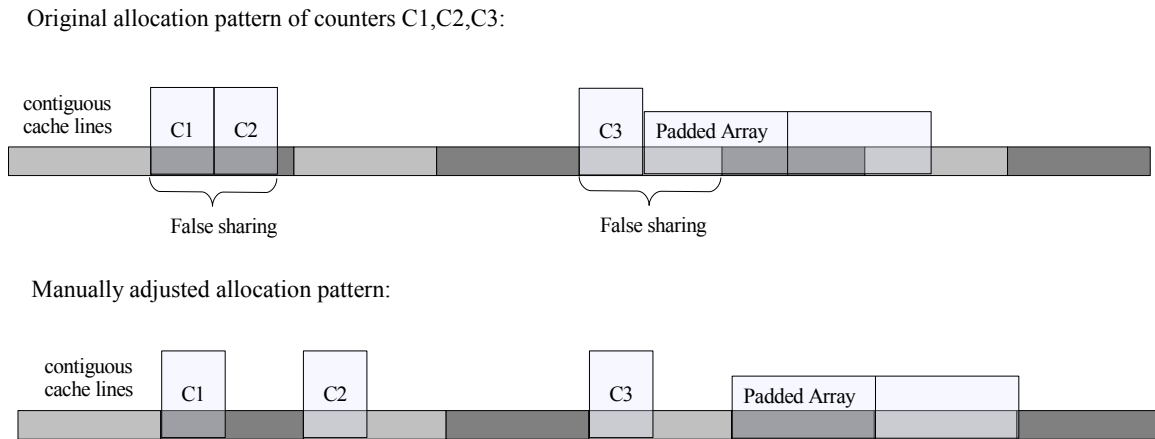 Original allocation pattern of counters C1,C2,C3:
contiguous
cache lines
C1
C2
C3
Padded Array
False sharing
False sharing
Manually adjusted allocation pattern:
contiguous
cache lines
C1
C2
C3
Padded Array